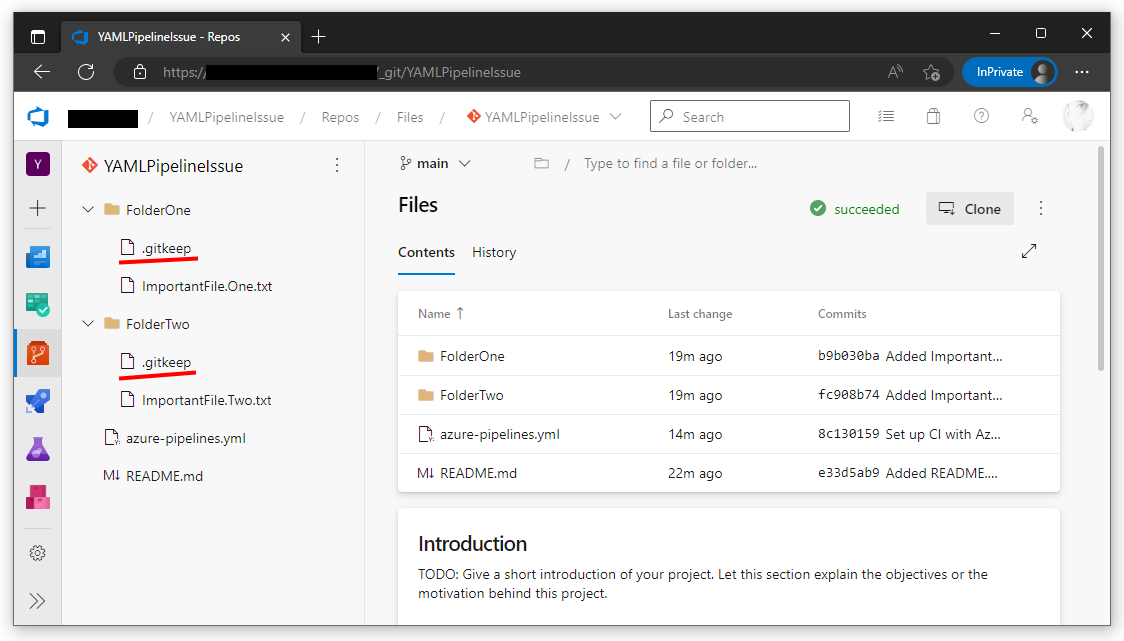 YAMLPipelineIssue - Repos
https:// /_git/YAMLPipelineIssue
InPrivate
/ YAMLPipelineIssue / Repos / Files / YAMLPipelineIssue
Search
Y
YAMLPipelineIssue
FolderOne
.gitkeep
ImportantFile.One.txt
FolderTwo
.gitkeep
ImportantFile.Two.txt
azure-pipelines.yml
README.md
main
/ Type to find a file or folder...
Files
succeeded
Clone
Contents
History
Name ↑ Last change Commits
FolderOne 19m ago b9b030ba Added Important...
FolderTwo 19m ago fc908b74 Added Important...
azure-pipelines.yml 14m ago 8c130159 Set up CI with Az...
M↓ README.md 22m ago e33d5ab9 Added README....
Introduction
TODO: Give a short introduction of your project. Let this section explain the objectives or the
motivation behind this project.